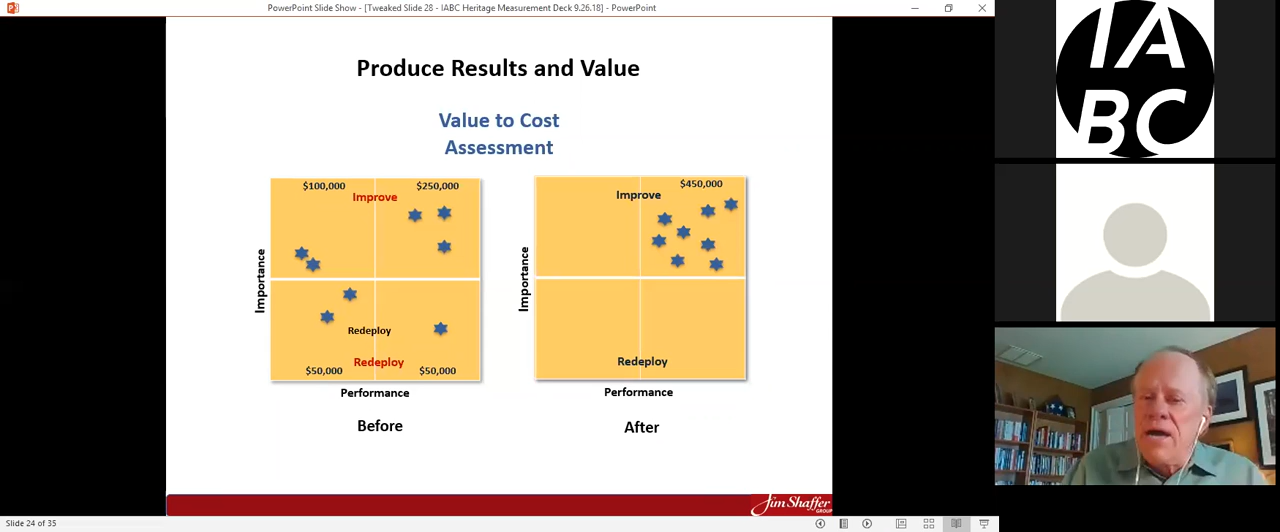 PowerPoint Slide Show - [Tweaked Slide 28 - IABC Heritage Measurement Deck 9.26.18] - PowerPoint
Produce Results and Value
Value to Cost
Assessment
$100,000
$250,000
Improve
Importance
Redeploy
Redeploy
$50,000
$50,000
Performance
Before
$450,000
Improve
Importance
Redeploy
Performance
After
Jim Shaffer
GROUP
Slide 24 of 35
IA
BC